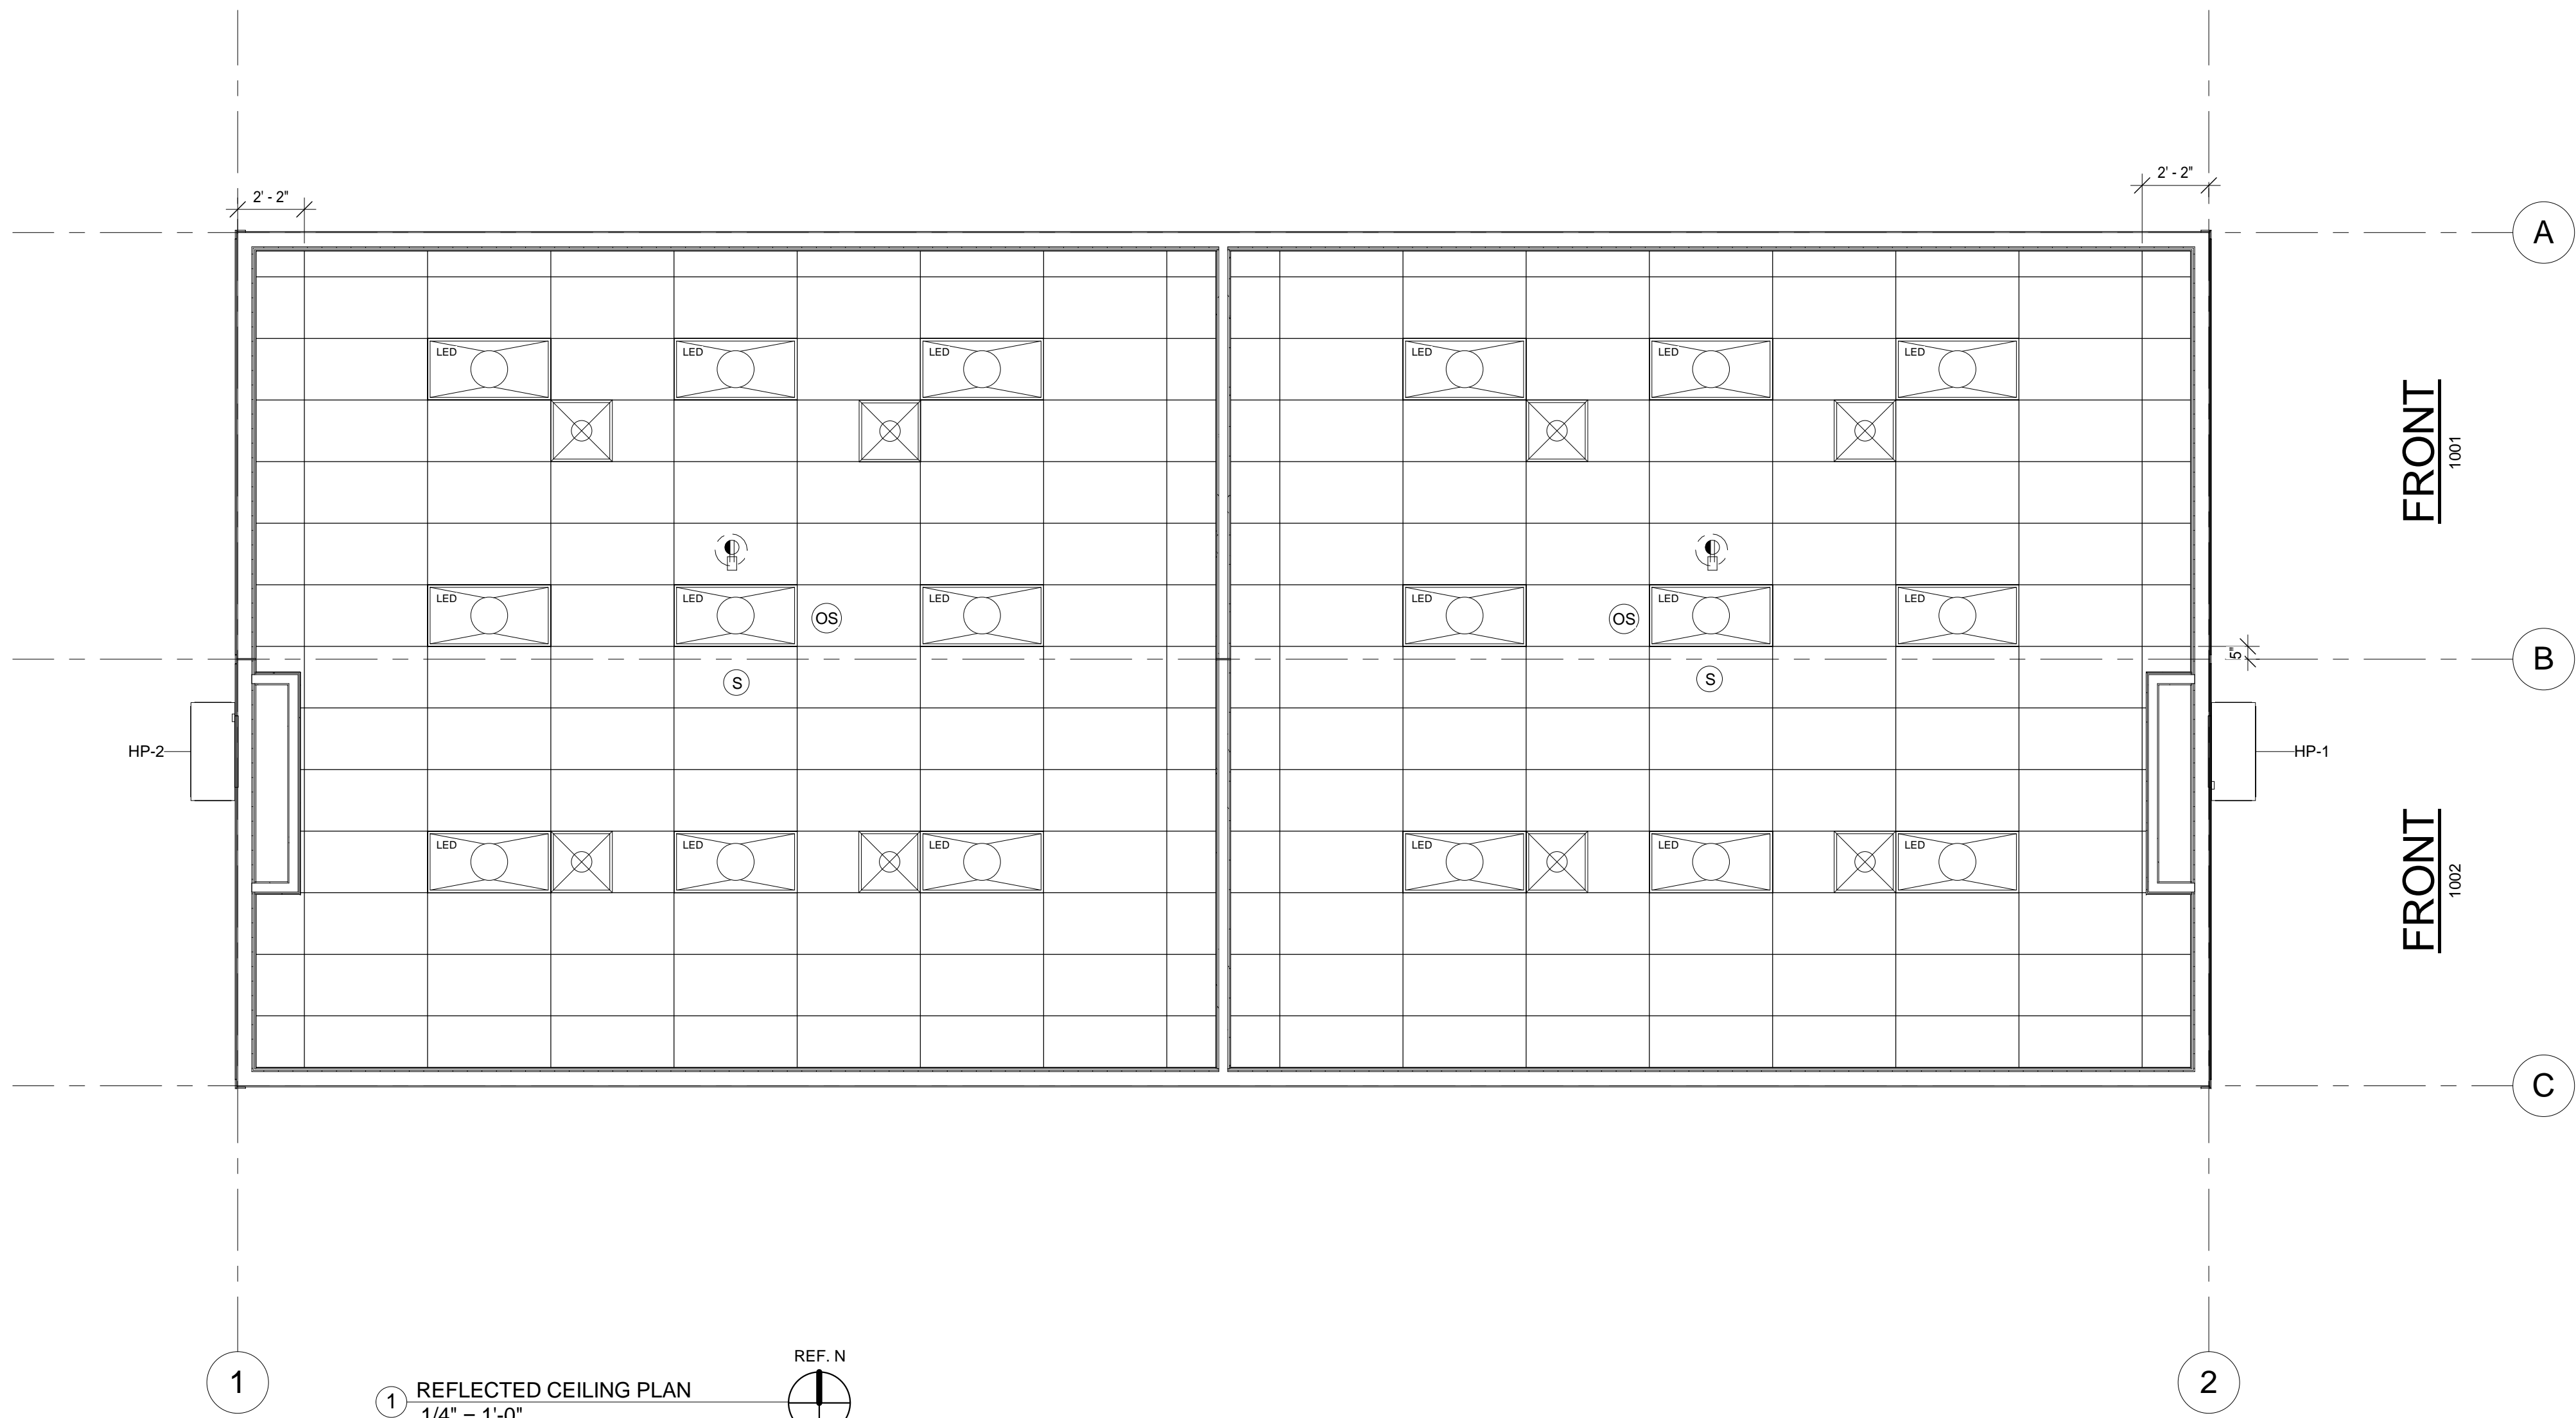 2' - 2"
2' - 2"
A
LED LED LED LED LED LED
FRONT
1001
LED OS LED OS
LED LED LED LED
5"
B
S S
HP-2 HP-1
FRONT
1002
LED LED LED LED LED LED
C
REF. N
1 2
1 REFLECTED CEILING PLAN
1/4" = 1'-0"